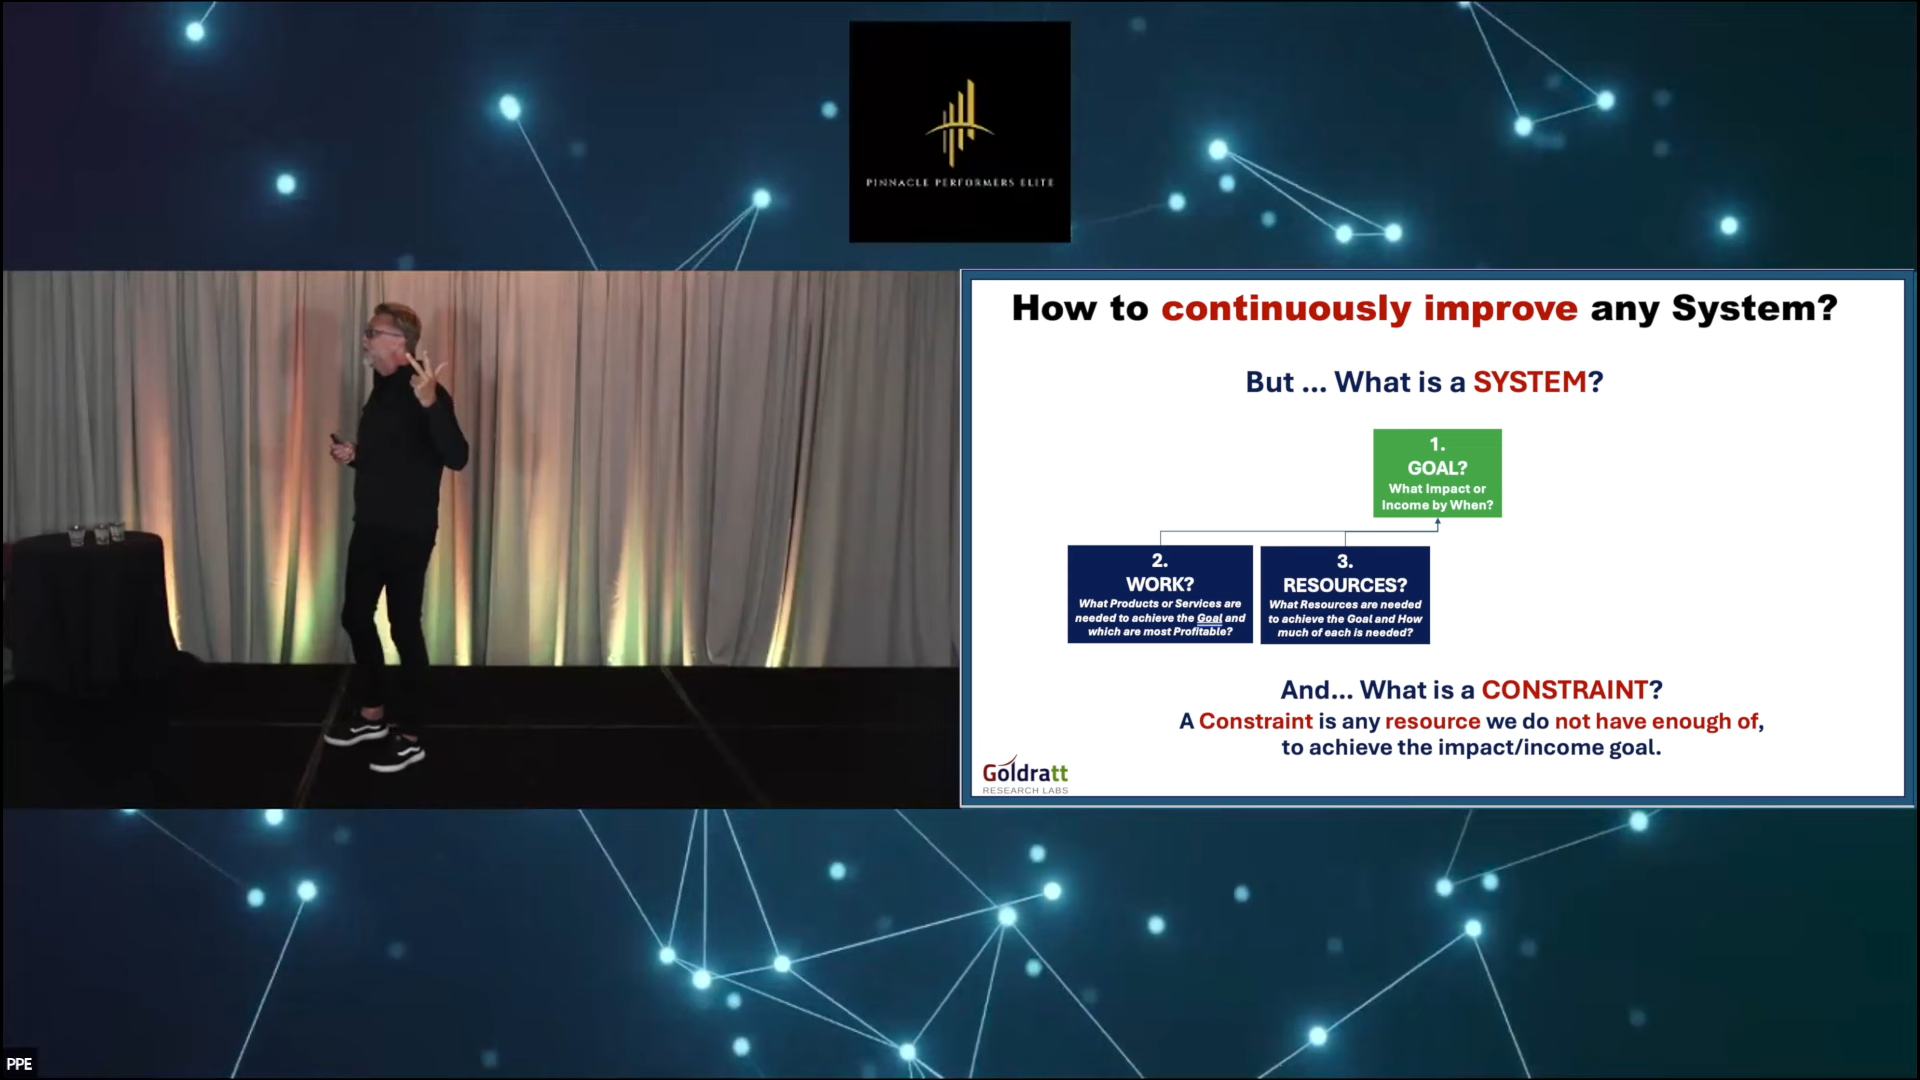 PINNACLE PERFORMERS ELITE
How to continuously improve any System?
But ... What is a SYSTEM?
1.
GOAL?
What Impact or
Income by When?
2.
WORK?
What Products or Services are
needed to achieve the Goal and
which are most Profitable?
3.
RESOURCES?
What Resources are needed
to achieve the Goal and How
much of each is needed?
And... What is a CONSTRAINT?
A Constraint is any resource we do not have enough of,
to achieve the impact/income goal.
Goldratt
RESEARCH LABS
PPE